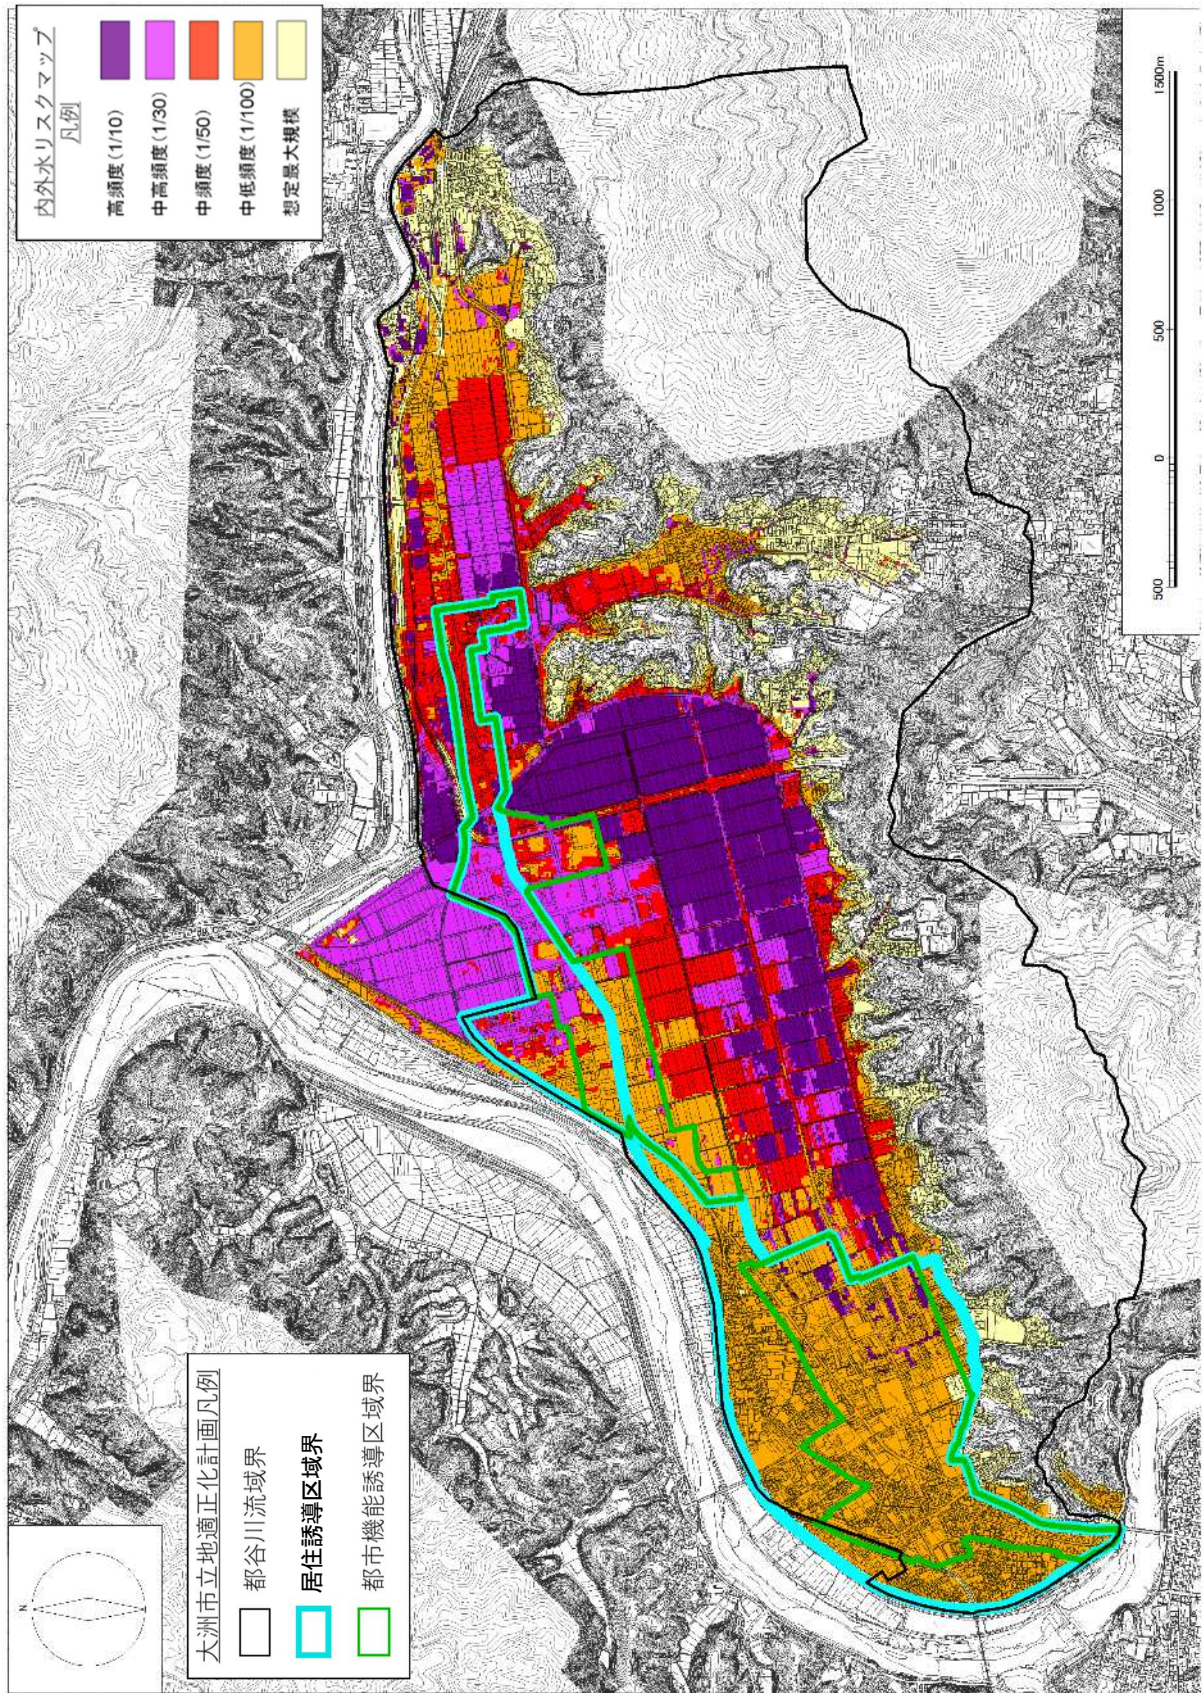 内外水リスクマップ
凡例
高頻度(1/10)
中高頻度(1/30)
中頻度(1/50)
中低頻度(1/100)
想定最大規模
N
大洲市立地適正化計画凡例
都谷川流域界
居住誘導区域界
都市機能誘導区域界
500 0 500 1000 1500m